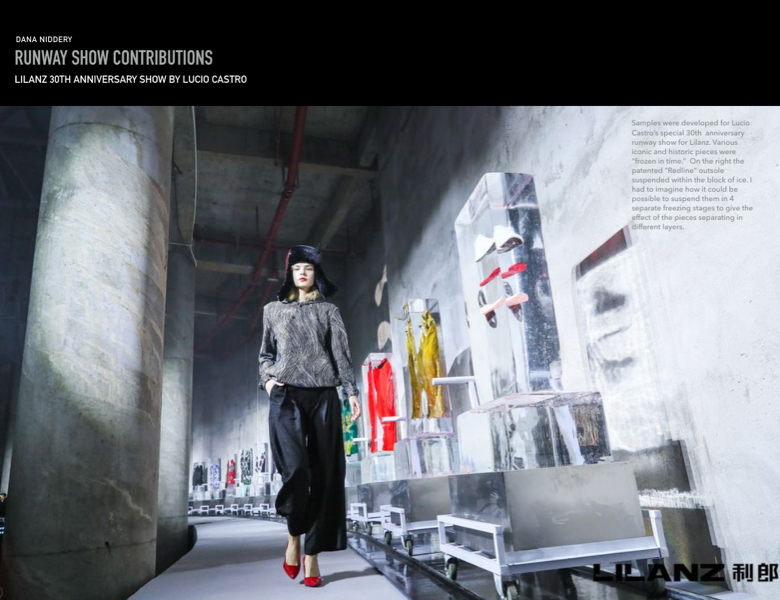 DANA NIDDERY
RUNWAY SHOW CONTRIBUTIONS
LILANZ 30TH ANNIVERSARY SHOW BY LUCIO CASTRO
Samples were developed for Lucio
Castro's special 30th anniversary
runway show for Lilanz. Various
iconic and historic pieces were
"frozen in time." On the right the
patented "Redline" outsole
suspended within the block of ice. I
had to imagine how it could be
possible to suspend them in 4
separate freezing stages to give the
effect of the pieces separating in
different layers.
LILANZ 利郎